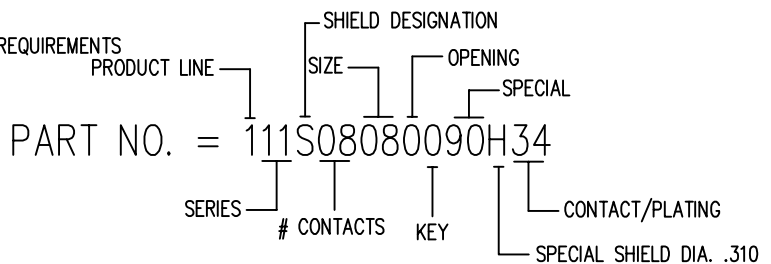 SHIELD DESIGNATION
REQUIREMENTS
PRODUCT LINE
SIZE
OPENING
SPECIAL
PART NO. = 111S08080090H34
SERIES
# CONTACTS
KEY
CONTACT/PLATING
SPECIAL SHIELD DIA. .310